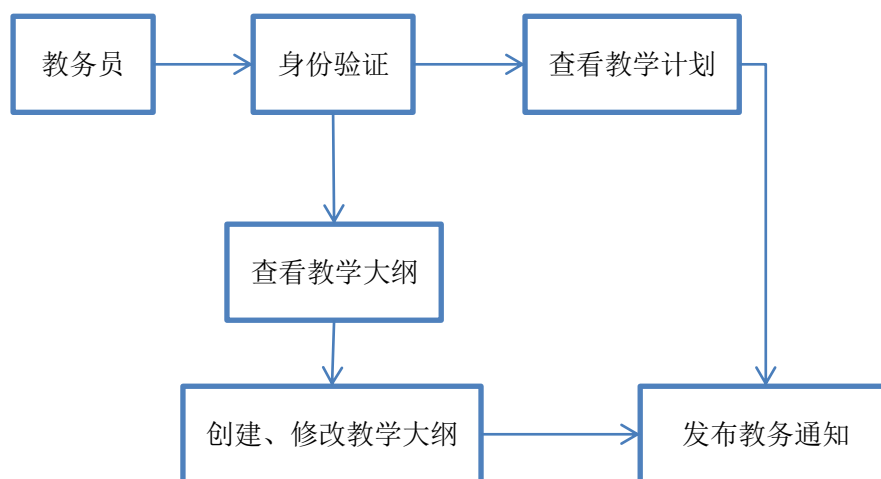 教务员
身份验证
查看教学计划
查看教学大纲
创建、修改教学大纲
发布教务通知